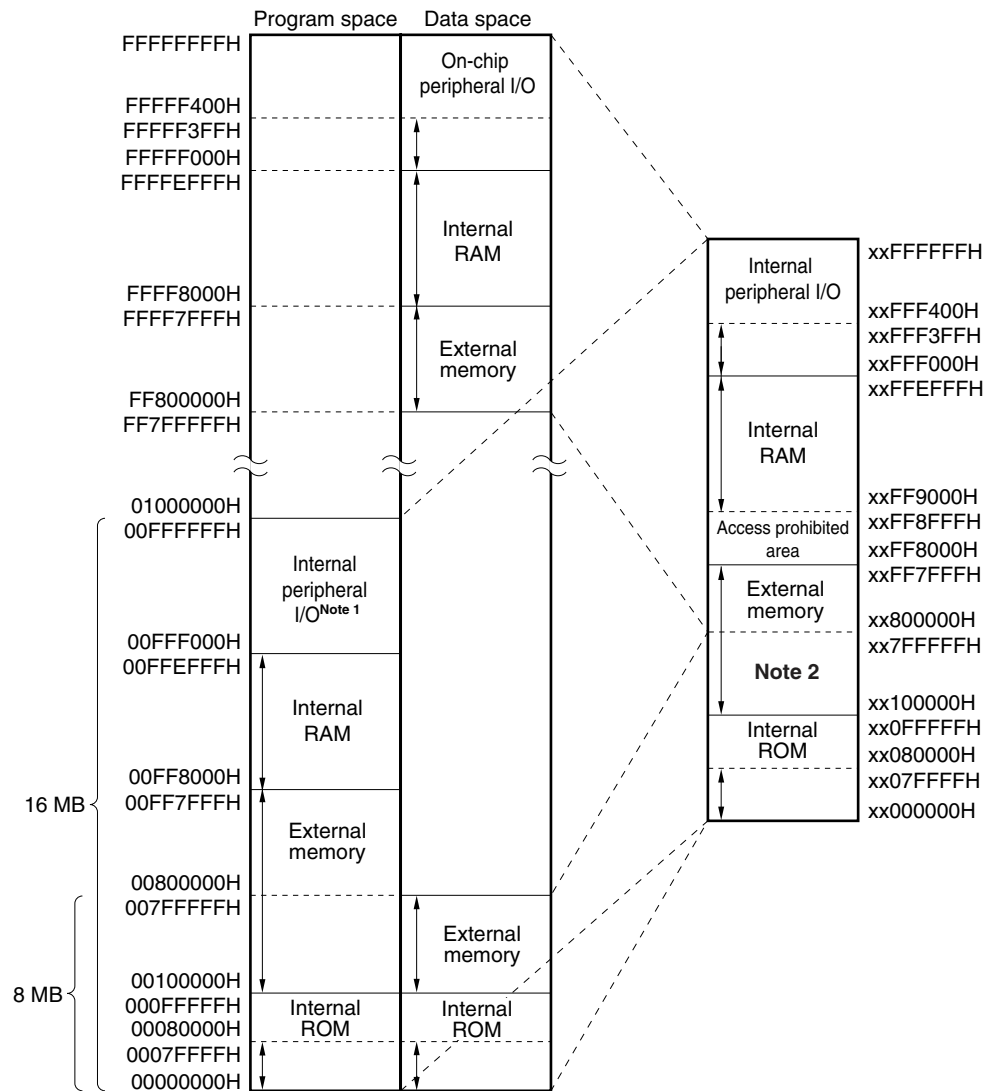 Program space Data space
FFFFFFFFH
On-chip
peripheral I/O
FFFFF400H
FFFFF3FFH
FFFFF000H
FFFFEFFFH
Internal
RAM
FFFF8000H
FFFF7FFFH
External
memory
FF800000H
FF7FFFFFH
01000000H
00FFFFFFH
Internal
peripheral
I/O Note 1
00FFF000H
00FFEFFFH
Internal
RAM
00FF8000H
00FF7FFFH
16 MB
External
memory
00800000H
007FFFFFH
External
memory
8 MB
00100000H
000FFFFFH
Internal
ROM
Internal
ROM
00080000H
0007FFFFH
00000000H
xxFFFFFFH
Internal
peripheral I/O
xxFFF400H
xxFFF3FFH
xxFFF000H
xxFFEFFFH
Internal
RAM
xxFF9000H
xxFF8FFFH
Access prohibited
area
xxFF8000H
xxFF7FFFH
External
memory
xx800000H
xx7FFFFFH
Note 2
xx100000H
xx0FFFFFH
Internal
ROM
xx080000H
xx07FFFFH
xx000000H